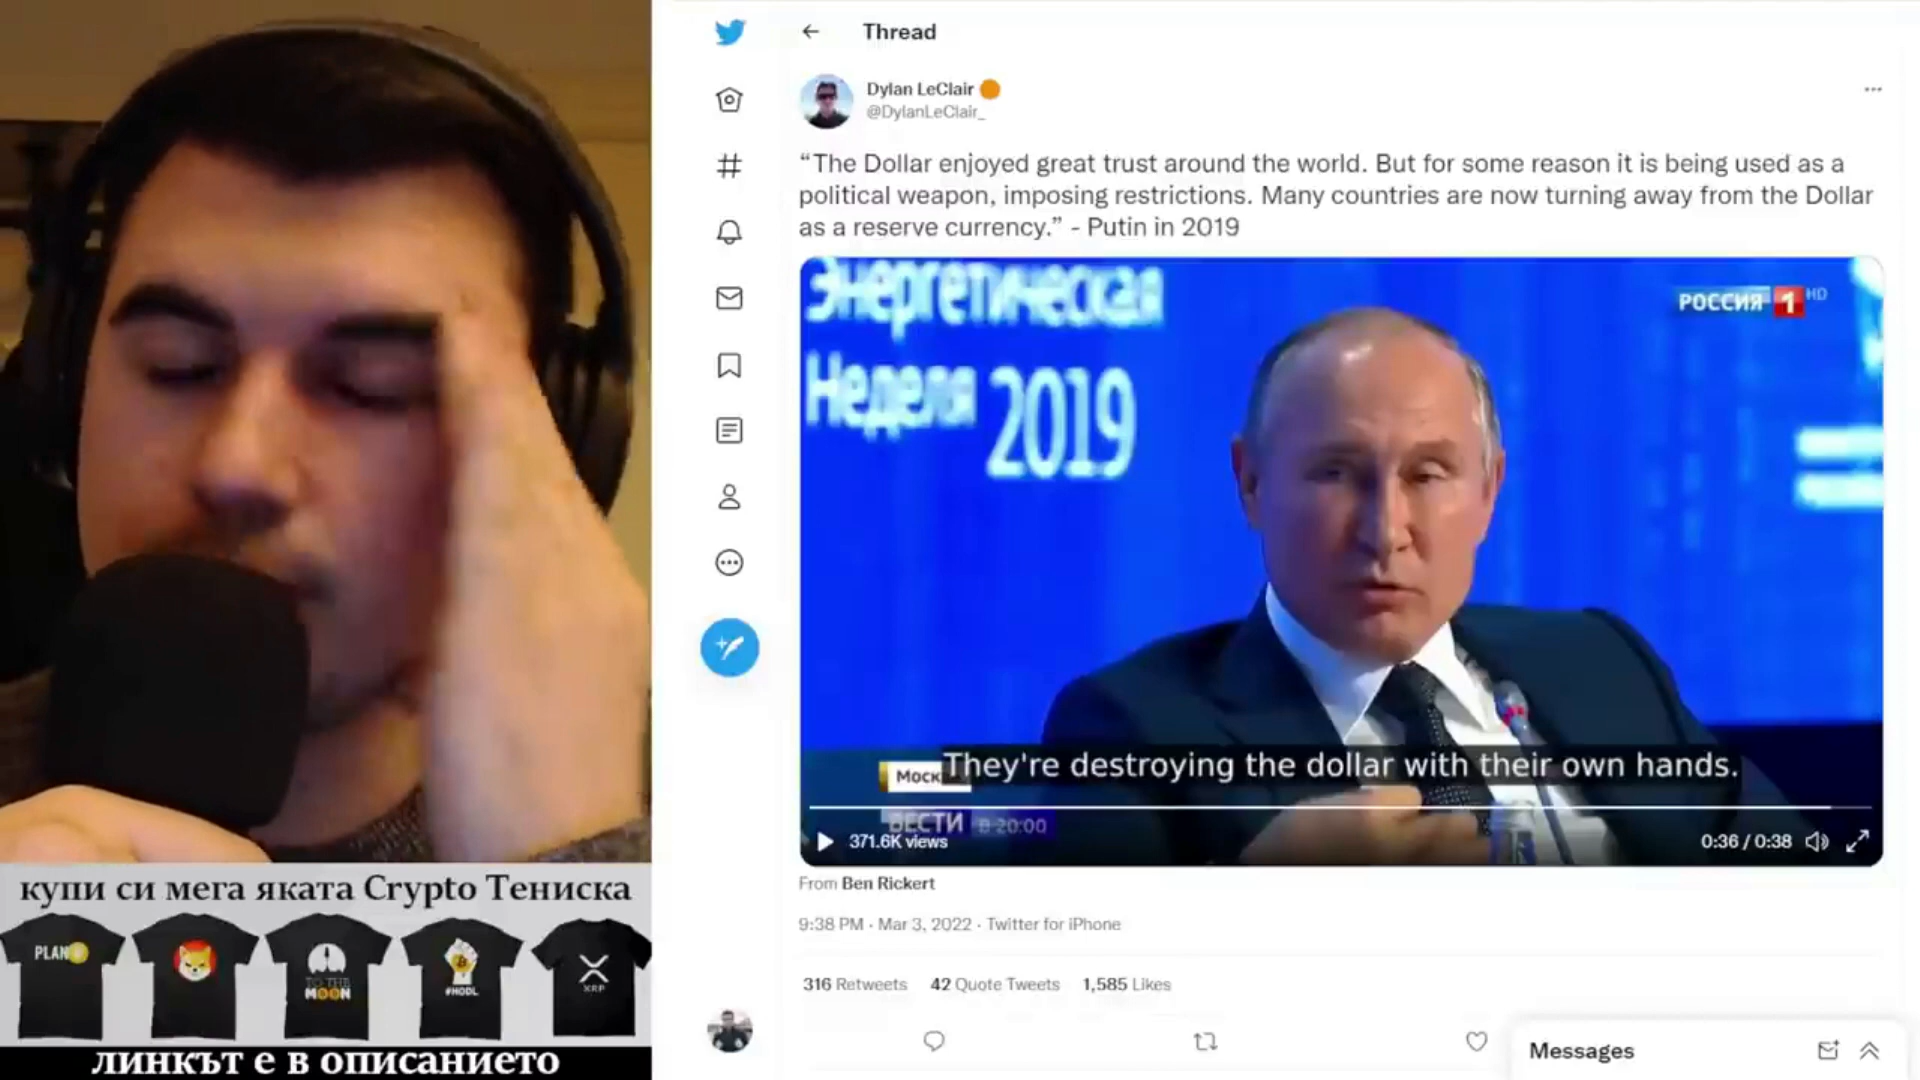 Thread
Dylan LeClair
@DylanLeClair_
“The Dollar enjoyed great trust around the world. But for some reason it is being used as a
political weapon, imposing restrictions. Many countries are now turning away from the Dollar
as a reserve currency.” - Putin in 2019
Энергетическая
Неделя 2019
РОССИЯ 1 HD
They're destroying the dollar with their own hands.
ВЕСТИ В 20:00
371.6K views
0:36 / 0:38
From Ben Rickert
9:38 PM · Mar 3, 2022 · Twitter for iPhone
316 Retweets 42 Quote Tweets 1,585 Likes
Messages
купи си мега яката Crypto Тениска
PLAN B
TO THE
MOON
#HODL
XRP
линкът е в описанието